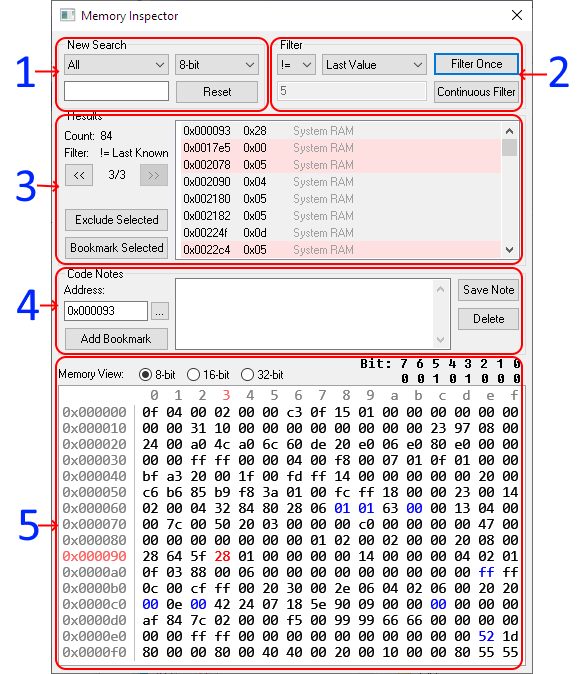 Memory Inspector
1
New Search
All 8-bit
Reset
2
Filter
!= Last Value Filter Once
5 Continuous Filter
3
Results
Count: 84
Filter: != Last Known
<< 3/3 >>
Exclude Selected
Bookmark Selected
0x000093 0x28 System RAM
0x0017e5 0x00 System RAM
0x002078 0x05 System RAM
0x002090 0x04 System RAM
0x002180 0x05 System RAM
0x002182 0x05 System RAM
0x00224f 0x0d System RAM
0x0022c4 0x05 System RAM
4
Code Notes
Address:
0x000093 ...
Add Bookmark
Save Note
Delete
5
Memory View: 8-bit 16-bit 32-bit
Bit: 7 6 5 4 3 2 1 0
0 0 1 0 1 0 0 0
0 1 2 3 4 5 6 7 8 9 a b c d e f
0x000000 0f 04 00 02 00 00 c3 0f 15 01 00 00 00 00 00 00
0x000010 00 00 31 10 00 00 00 00 00 00 00 00 23 97 08 00
0x000020 24 00 a0 4c a0 6c 60 de 20 e0 06 e0 80 e0 00 00
0x000030 00 00 ff ff 00 00 04 00 f8 00 07 01 0f 01 00 00
0x000040 bf a3 20 00 1f 00 fd ff 14 00 00 00 00 00 20 00
0x000050 c6 b6 85 b9 f8 3a 01 00 fc ff 18 00 00 23 00 14
0x000060 02 00 04 32 84 80 28 06 01 01 63 00 00 13 04 00
0x000070 00 7c 00 50 20 03 00 00 00 c0 00 00 00 00 47 00
0x000080 00 00 00 00 00 00 01 02 00 00 02 00 00 20 08 00
0x000090 28 64 5f 28 01 00 00 00 00 14 00 00 00 04 02 01
0x0000a0 0f 03 88 00 06 00 00 00 00 00 00 00 00 00 ff ff
0x0000b0 0c 00 cf ff 00 20 30 00 2e 06 04 02 06 00 20 20
0x0000c0 00 0e 00 42 24 07 18 5e 90 09 00 00 00 00 00 00
0x0000d0 af 84 7c 02 00 00 f5 00 99 99 66 66 00 00 00 00
0x0000e0 00 00 ff ff 00 00 00 00 00 00 00 00 00 00 52 1d
0x0000f0 80 00 00 80 00 40 40 00 20 00 10 00 00 80 55 55